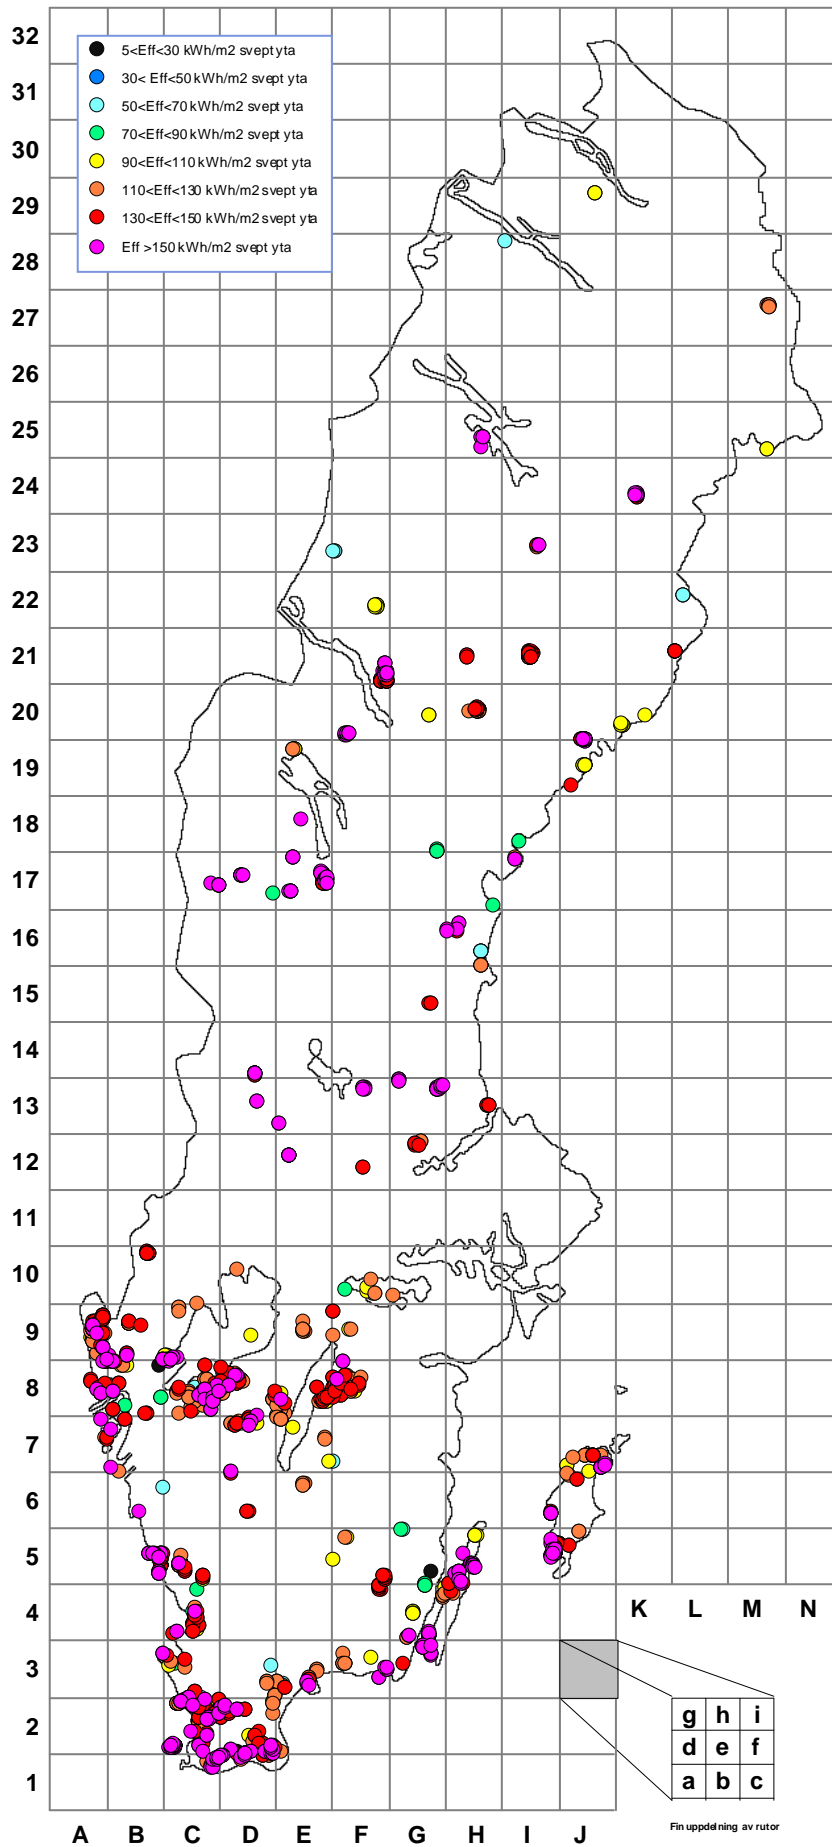 32
31
30
29
28
27
26
25
24
23
22
21
20
19
18
17
16
15
14
13
12
11
10
9
8
7
6
5
4
3
2
1
5<Eff<30 kWh/m2 svept yta
30< Eff<50 kWh/m2 svept yta
50<Eff<70 kWh/m2 svept yta
70<Eff<90 kWh/m2 svept yta
90<Eff<110 kWh/m2 svept yta
110<Eff<130 kWh/m2 svept yta
130<Eff<150 kWh/m2 svept yta
Eff >150 kWh/m2 svept yta
K L M N
g h i
d e f
a b c
Fin uppdelning av rutor
A B C D E F G H I J